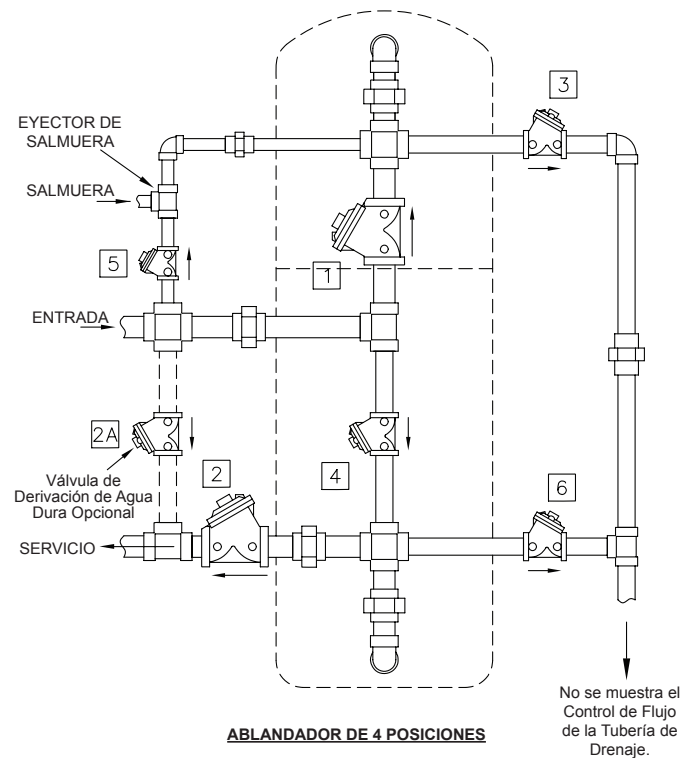 3
EYECTOR DE
SALMUERA
SALMUERA
5
1
ENTRADA
2A
Válvula de
Derivación de Agua
Dura Opcional
2
4
6
SERVICIO
No se muestra el
Control de Flujo
de la Tubería de
Drenaje.
ABLANDADOR DE 4 POSICIONES